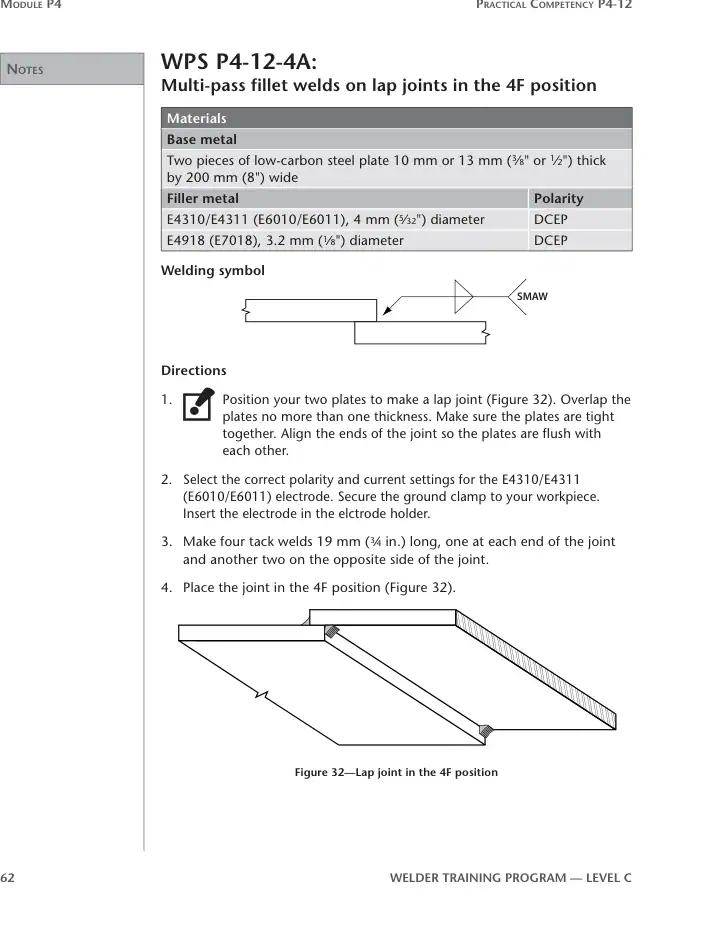 MODULE P4
PRACTICAL COMPETENCY P4-12
NOTES
WPS P4-12-4A:
Multi-pass fillet welds on lap joints in the 4F position
Materials
Base metal
Two pieces of low-carbon steel plate 10 mm or 13 mm (⅜" or ½") thick
by 200 mm (8") wide
Filler metal Polarity
E4310/E4311 (E6010/E6011), 4 mm (5⁄32") diameter DCEP
E4918 (E7018), 3.2 mm (⅛") diameter DCEP
Welding symbol
SMAW
Directions
1. Position your two plates to make a lap joint (Figure 32). Overlap the
plates no more than one thickness. Make sure the plates are tight
together. Align the ends of the joint so the plates are flush with
each other.
2. Select the correct polarity and current settings for the E4310/E4311
(E6010/E6011) electrode. Secure the ground clamp to your workpiece.
Insert the electrode in the elctrode holder.
3. Make four tack welds 19 mm (¾ in.) long, one at each end of the joint
and another two on the opposite side of the joint.
4. Place the joint in the 4F position (Figure 32).
Figure 32—Lap joint in the 4F position
62
WELDER TRAINING PROGRAM — LEVEL C